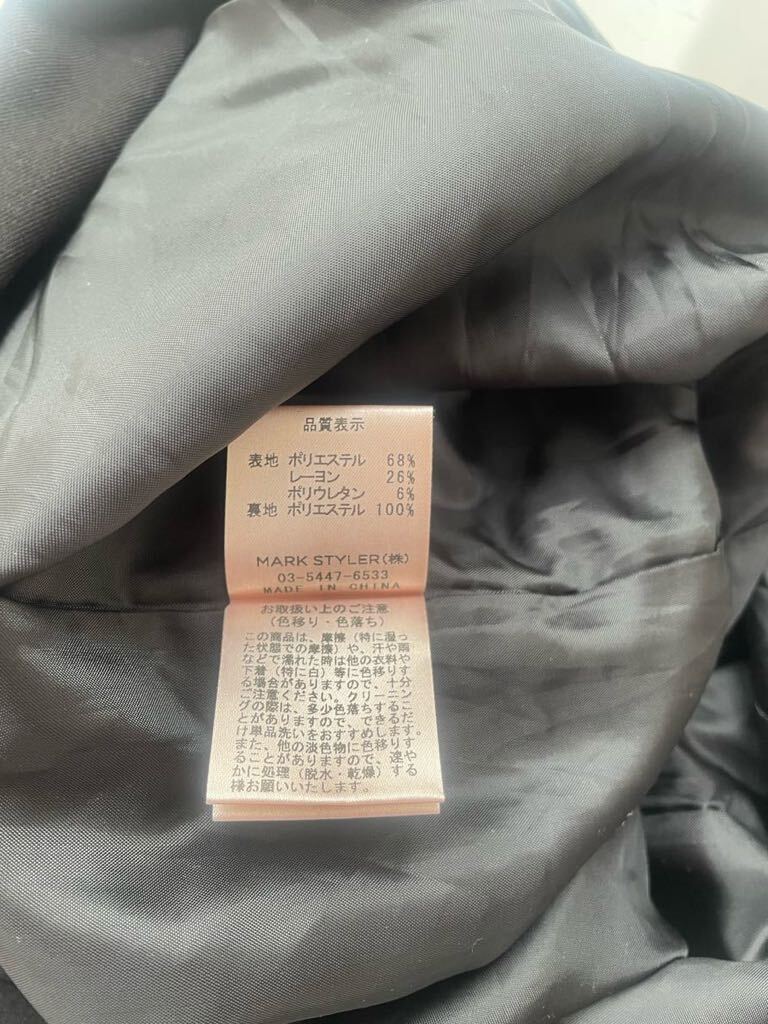 品質表示
表地 ポリエステル 68%
レーヨン 26%
ポリウレタン 6%
裏地 ポリエステル 100%
MARK STYLER(株)
03-5447-6533
MADE IN CHINA
お取扱い上のご注意
(色移り・色落ち)
この商品は、摩擦(特に湿っ
た状態での摩擦)や、汗や雨
などで濡れた時は他の衣料や
下着(特に白)等に色移りす
る場合がありますので、十分
ご注意ください。クリーニン
グの際は、多少色落ちするこ
とがありますので、できるだ
け単品洗いをおすすめします。
また、他の淡色物に色移りす
ることがありますので、速や
かに処理(脱水・乾燥)する
様お願いいたします。